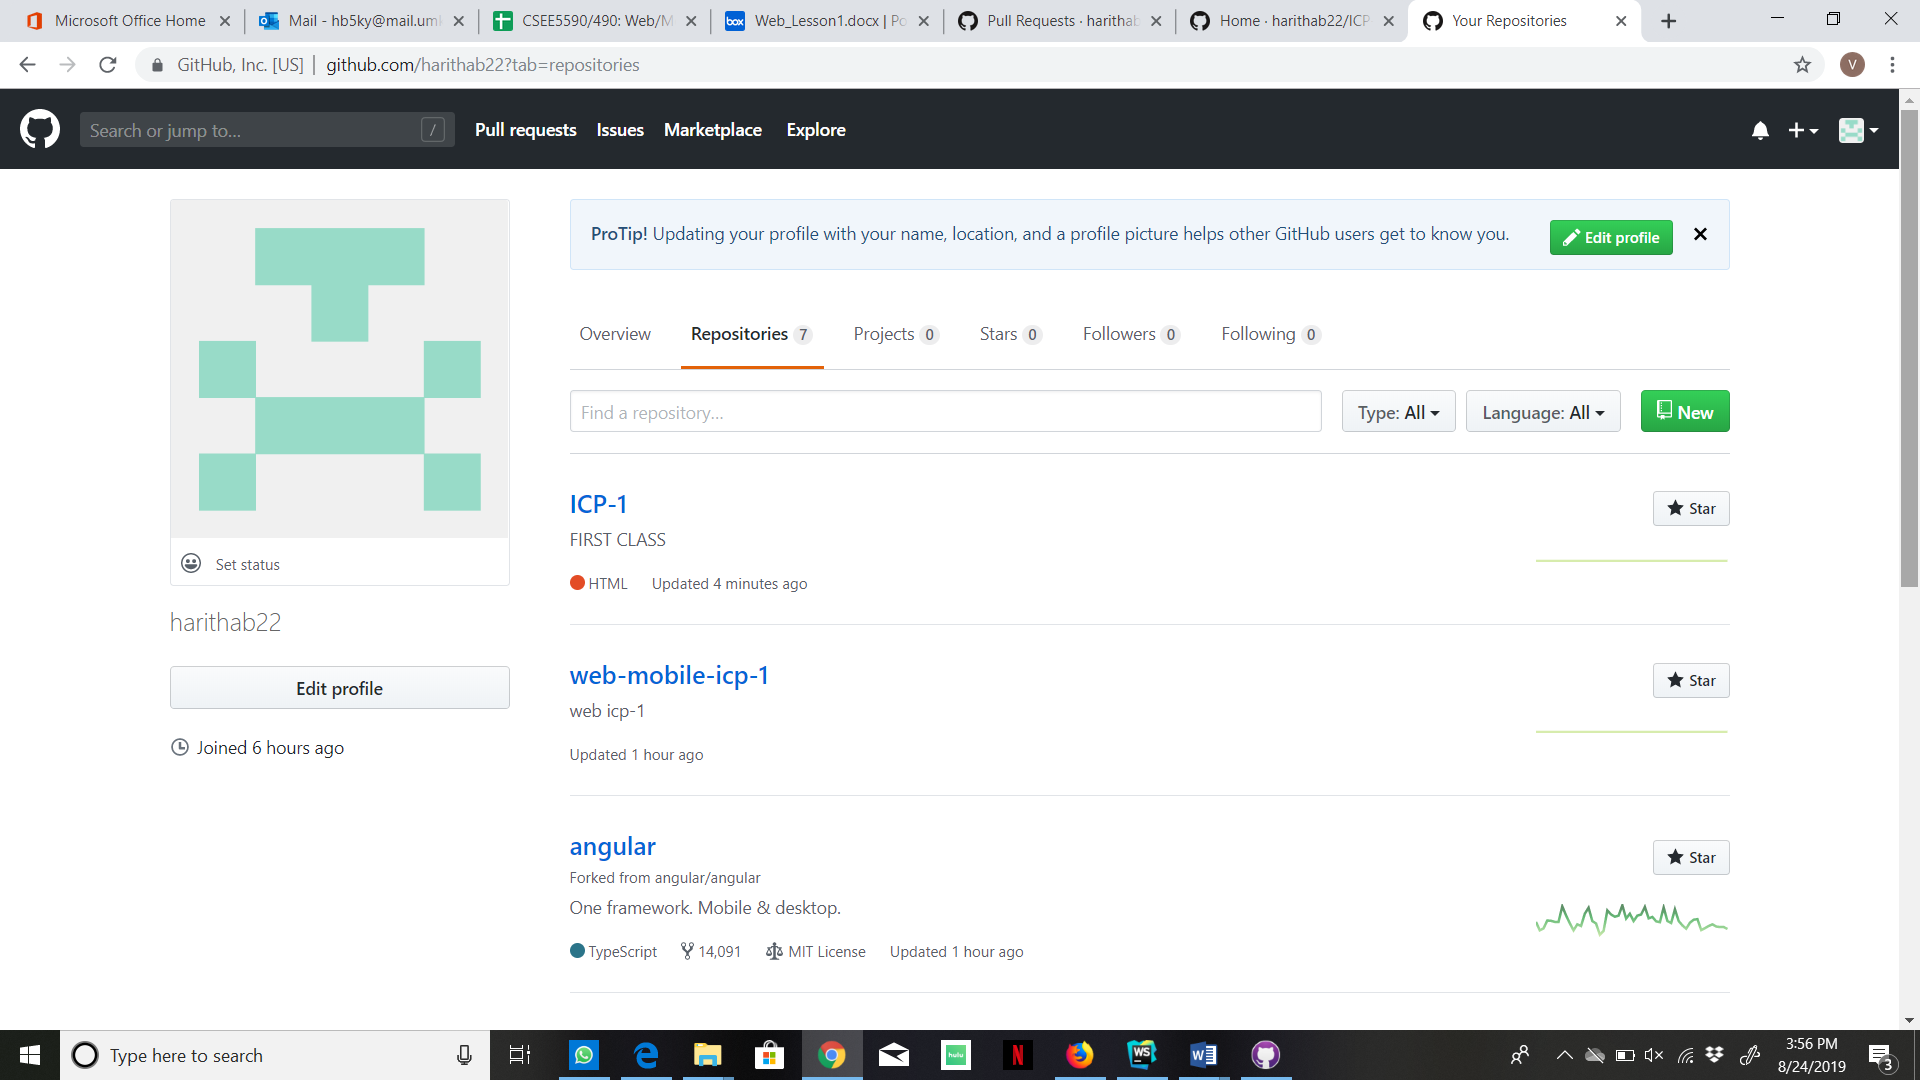 Microsoft Office Home
Mail - hb5ky@mail.uml
CSEE5590/490: Web/M
Web_Lesson1.docx | Po
Pull Requests · harithab
Home · harithab22/ICP-
Your Repositories
GitHub, Inc. [US] | github.com/harithab22?tab=repositories
V
Search or jump to... /
Pull requests Issues Marketplace Explore
ProTip! Updating your profile with your name, location, and a profile picture helps other GitHub users get to know you.
Edit profile
Overview Repositories 7 Projects 0 Stars 0 Followers 0 Following 0
Find a repository... Type: All Language: All New
ICP-1
Star
FIRST CLASS
HTML Updated 4 minutes ago
Set status
harithab22
Edit profile
Joined 6 hours ago
web-mobile-icp-1
Star
web icp-1
Updated 1 hour ago
angular
Star
Forked from angular/angular
One framework. Mobile & desktop.
TypeScript 14,091 MIT License Updated 1 hour ago
Type here to search
box
hulu
N
WS
W
3:56 PM
8/24/2019
3